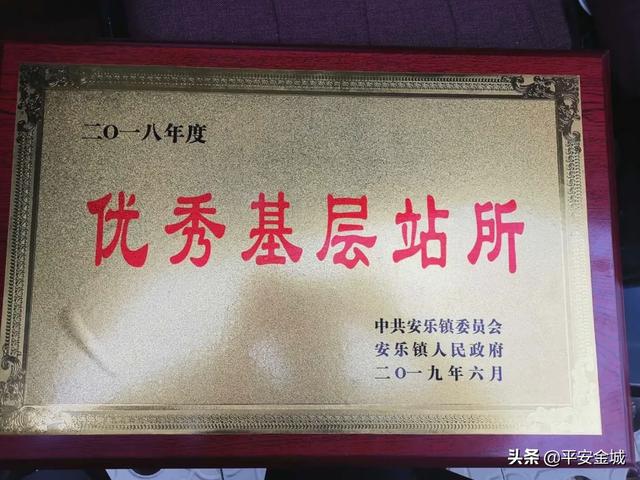 二〇一八年度
优秀基层站所
中共安乐镇委员会
安乐镇人民政府
二〇一九年六月
头条 @平安金城